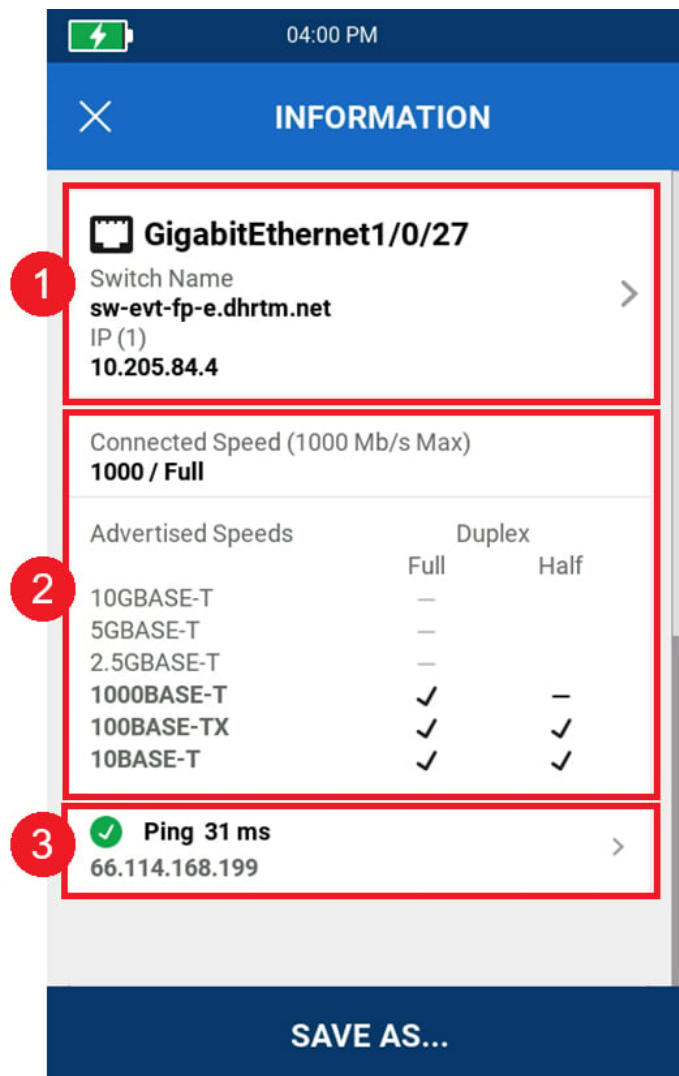 04:00 PM
INFORMATION
1
GigabitEthernet1/0/27
Switch Name
sw-evt-fp-e.dhrtm.net
IP (1)
10.205.84.4
2
Connected Speed (1000 Mb/s Max)
1000 / Full
Advertised Speeds Duplex
Full Half
10GBASE-T –
5GBASE-T –
2.5GBASE-T –
1000BASE-T ✓ –
100BASE-TX ✓ ✓
10BASE-T ✓ ✓
3
Ping 31 ms
66.114.168.199
SAVE AS...